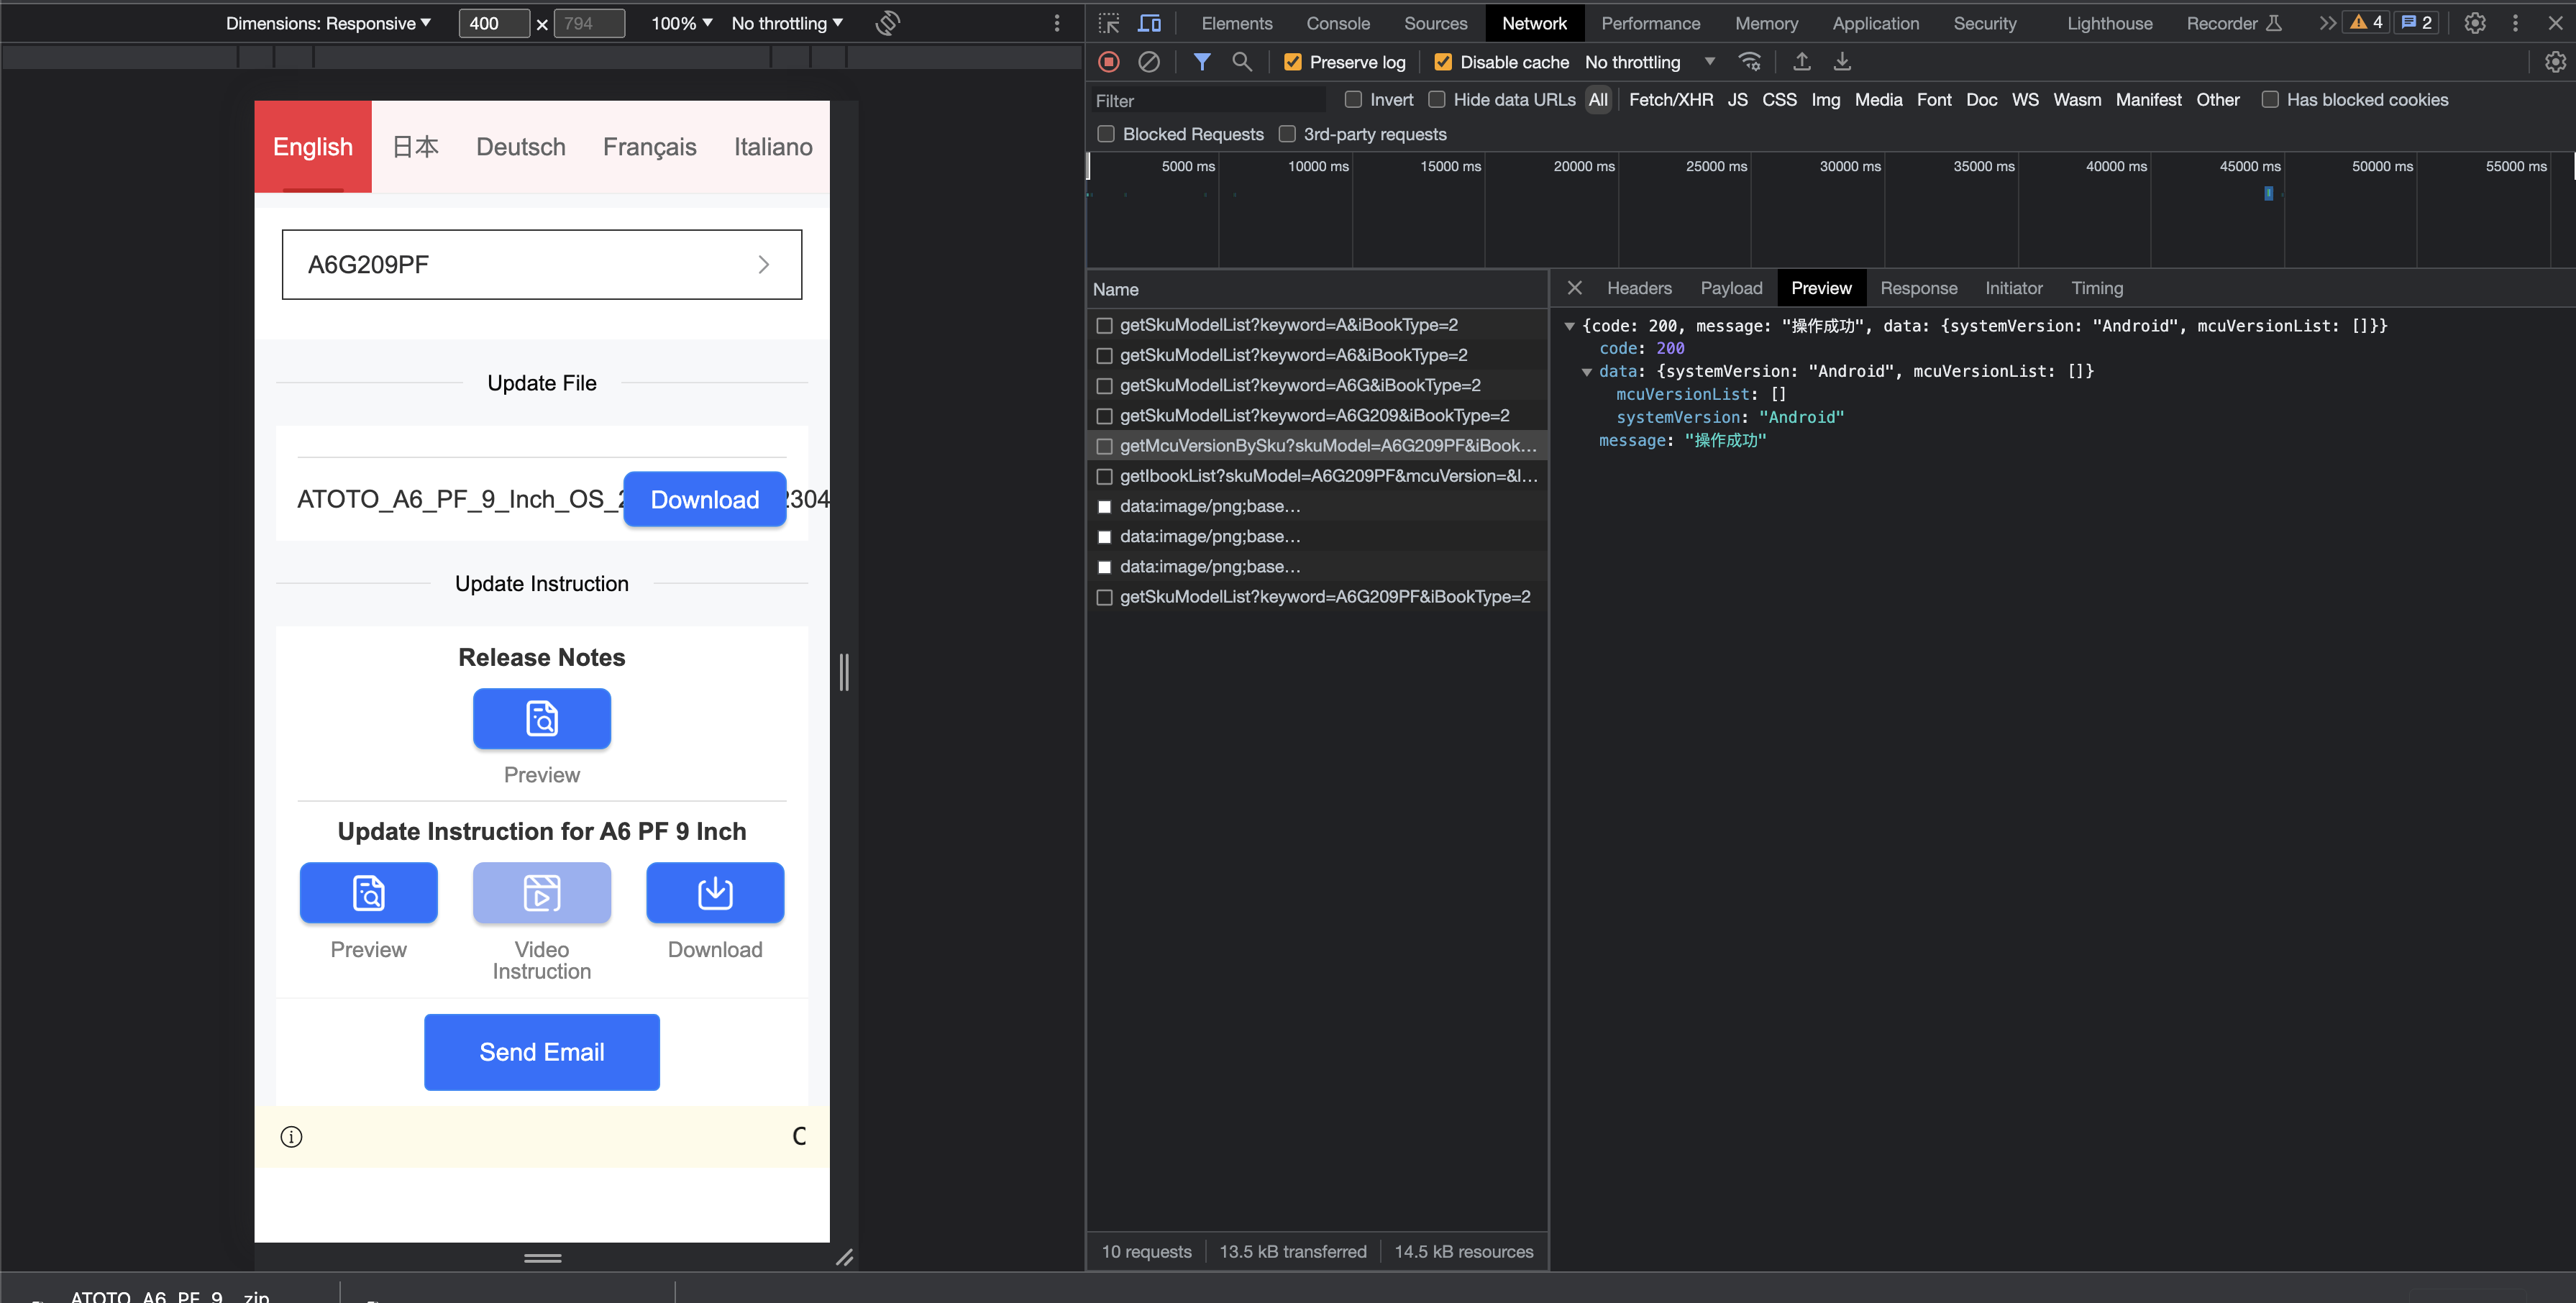 Dimensions: Responsive ▼ 400 × 794 100% ▼ No throttling ▼
Elements Console Sources Network Performance Memory Application Security Lighthouse Recorder 4 2
Preserve log Disable cache No throttling ▼
Filter Invert Hide data URLs All Fetch/XHR JS CSS Img Media Font Doc WS Wasm Manifest Other Has blocked cookies
Blocked Requests 3rd-party requests
5000 ms 10000 ms 15000 ms 20000 ms 25000 ms 30000 ms 35000 ms 40000 ms 45000 ms 50000 ms 55000 ms
English 日本 Deutsch Français Italiano
A6G209PF
Update File
ATOTO_A6_PF_9_Inch_OS_2 Download 2304
Update Instruction
Release Notes
Preview
Update Instruction for A6 PF 9 Inch
Preview Video Instruction Download
Send Email
C
Name
getSkuModelList?keyword=A&iBookType=2
getSkuModelList?keyword=A6&iBookType=2
getSkuModelList?keyword=A6G&iBookType=2
getSkuModelList?keyword=A6G209&iBookType=2
getMcuVersionBySku?skuModel=A6G209PF&iBook…
getIbookList?skuModel=A6G209PF&mcuVersion=&l…
data:image/png;base…
data:image/png;base…
data:image/png;base…
getSkuModelList?keyword=A6G209PF&iBookType=2
10 requests 13.5 kB transferred 14.5 kB resources
Headers Payload Preview Response Initiator Timing
{code: 200, message: "操作成功", data: {systemVersion: "Android", mcuVersionList: []}}
code: 200
data: {systemVersion: "Android", mcuVersionList: []}
mcuVersionList: []
systemVersion: "Android"
message: "操作成功"
ATOTO_A6_PF_9_….zip